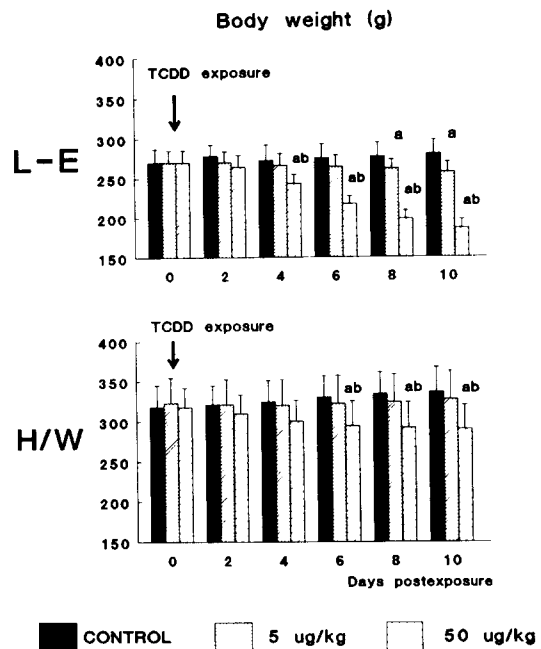 Body weight (g)
400
TCDD exposure
350
300
a
a
L-E
ab
250
ab
ab
ab
200
150
0 2 4 6 8 10
400
TCDD exposure
350
ab
ab
ab
300
H/W
250
200
150
0 2 4 6 8 10
Days postexposure
CONTROL 5 ug/kg 50 ug/kg